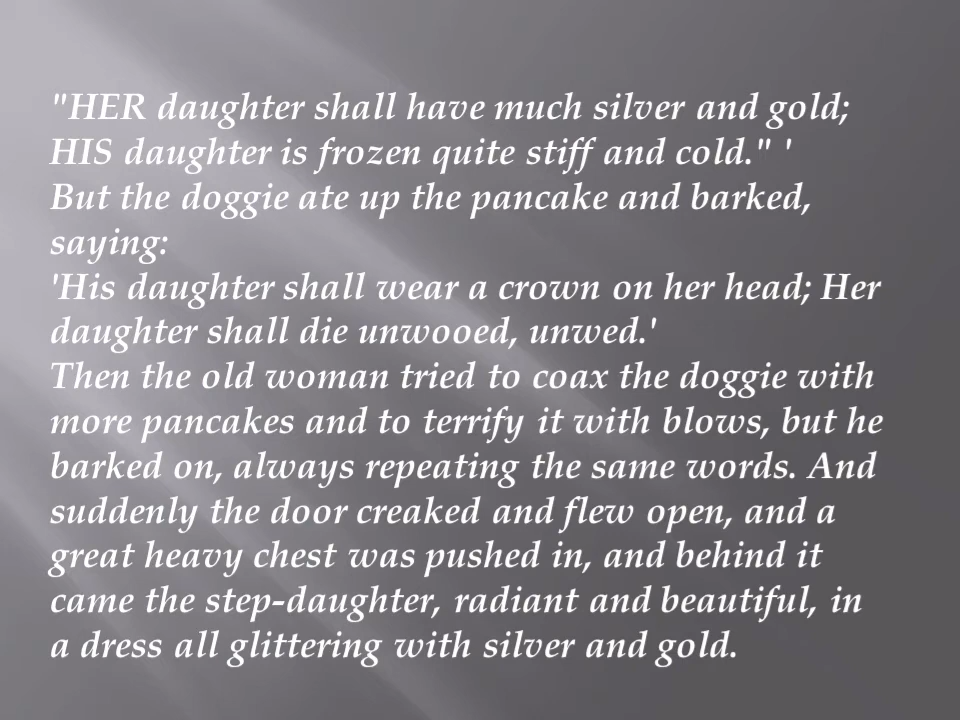 "HER daughter shall have much silver and gold;
HIS daughter is frozen quite stiff and cold." '
But the doggie ate up the pancake and barked,
saying:
'His daughter shall wear a crown on her head; Her
daughter shall die unwooed, unwed.'
Then the old woman tried to coax the doggie with
more pancakes and to terrify it with blows, but he
barked on, always repeating the same words. And
suddenly the door creaked and flew open, and a
great heavy chest was pushed in, and behind it
came the step-daughter, radiant and beautiful, in
a dress all glittering with silver and gold.